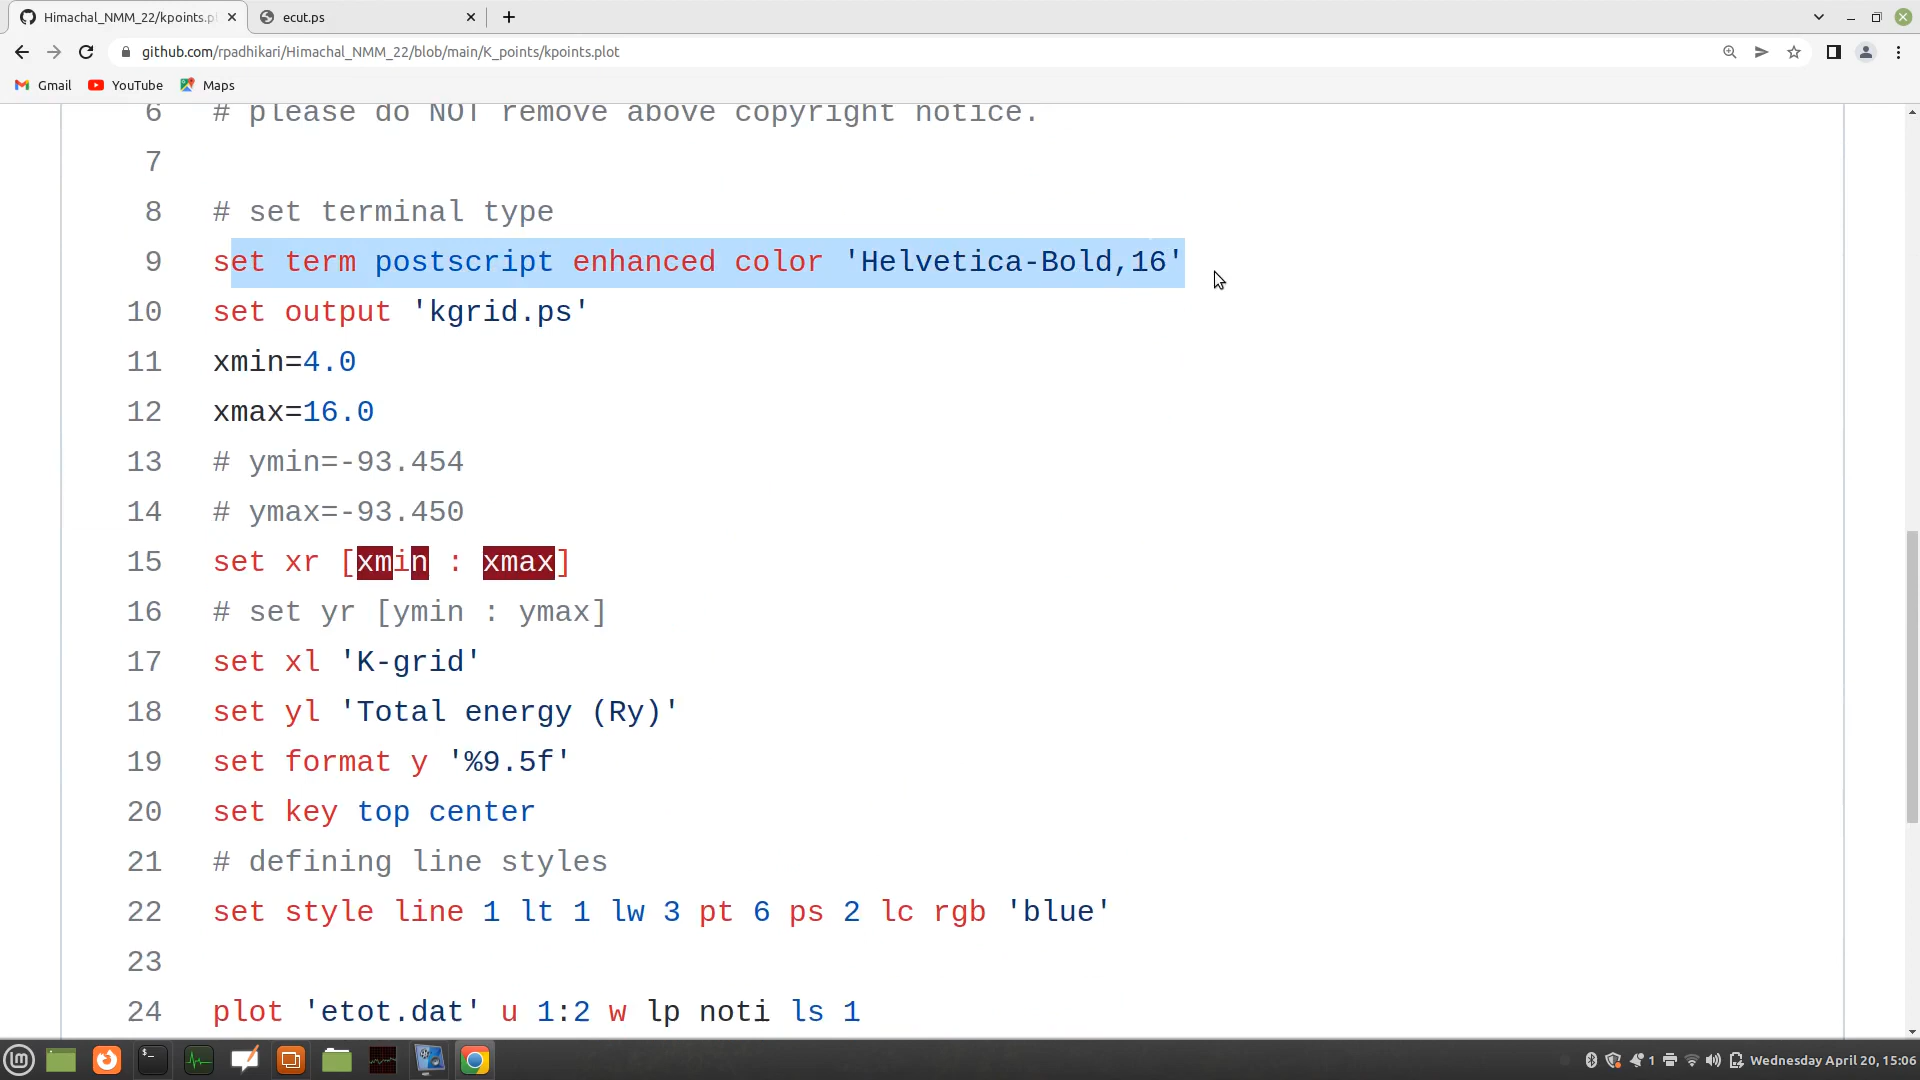 Himachal_NMM_22/kpoints.pl
ecut.ps
github.com/rpadhikari/Himachal_NMM_22/blob/main/K_points/kpoints.plot
Gmail YouTube Maps
6 # please do NOT remove above copyright notice.
7
8 # set terminal type
9 set term postscript enhanced color 'Helvetica-Bold,16'
10 set output 'kgrid.ps'
11 xmin=4.0
12 xmax=16.0
13 # ymin=-93.454
14 # ymax=-93.450
15 set xr [xmin : xmax]
16 # set yr [ymin : ymax]
17 set xl 'K-grid'
18 set yl 'Total energy (Ry)'
19 set format y '%9.5f'
20 set key top center
21 # defining line styles
22 set style line 1 lt 1 lw 3 pt 6 ps 2 lc rgb 'blue'
23
24 plot 'etot.dat' u 1:2 w lp noti ls 1
1 Wednesday April 20, 15:06